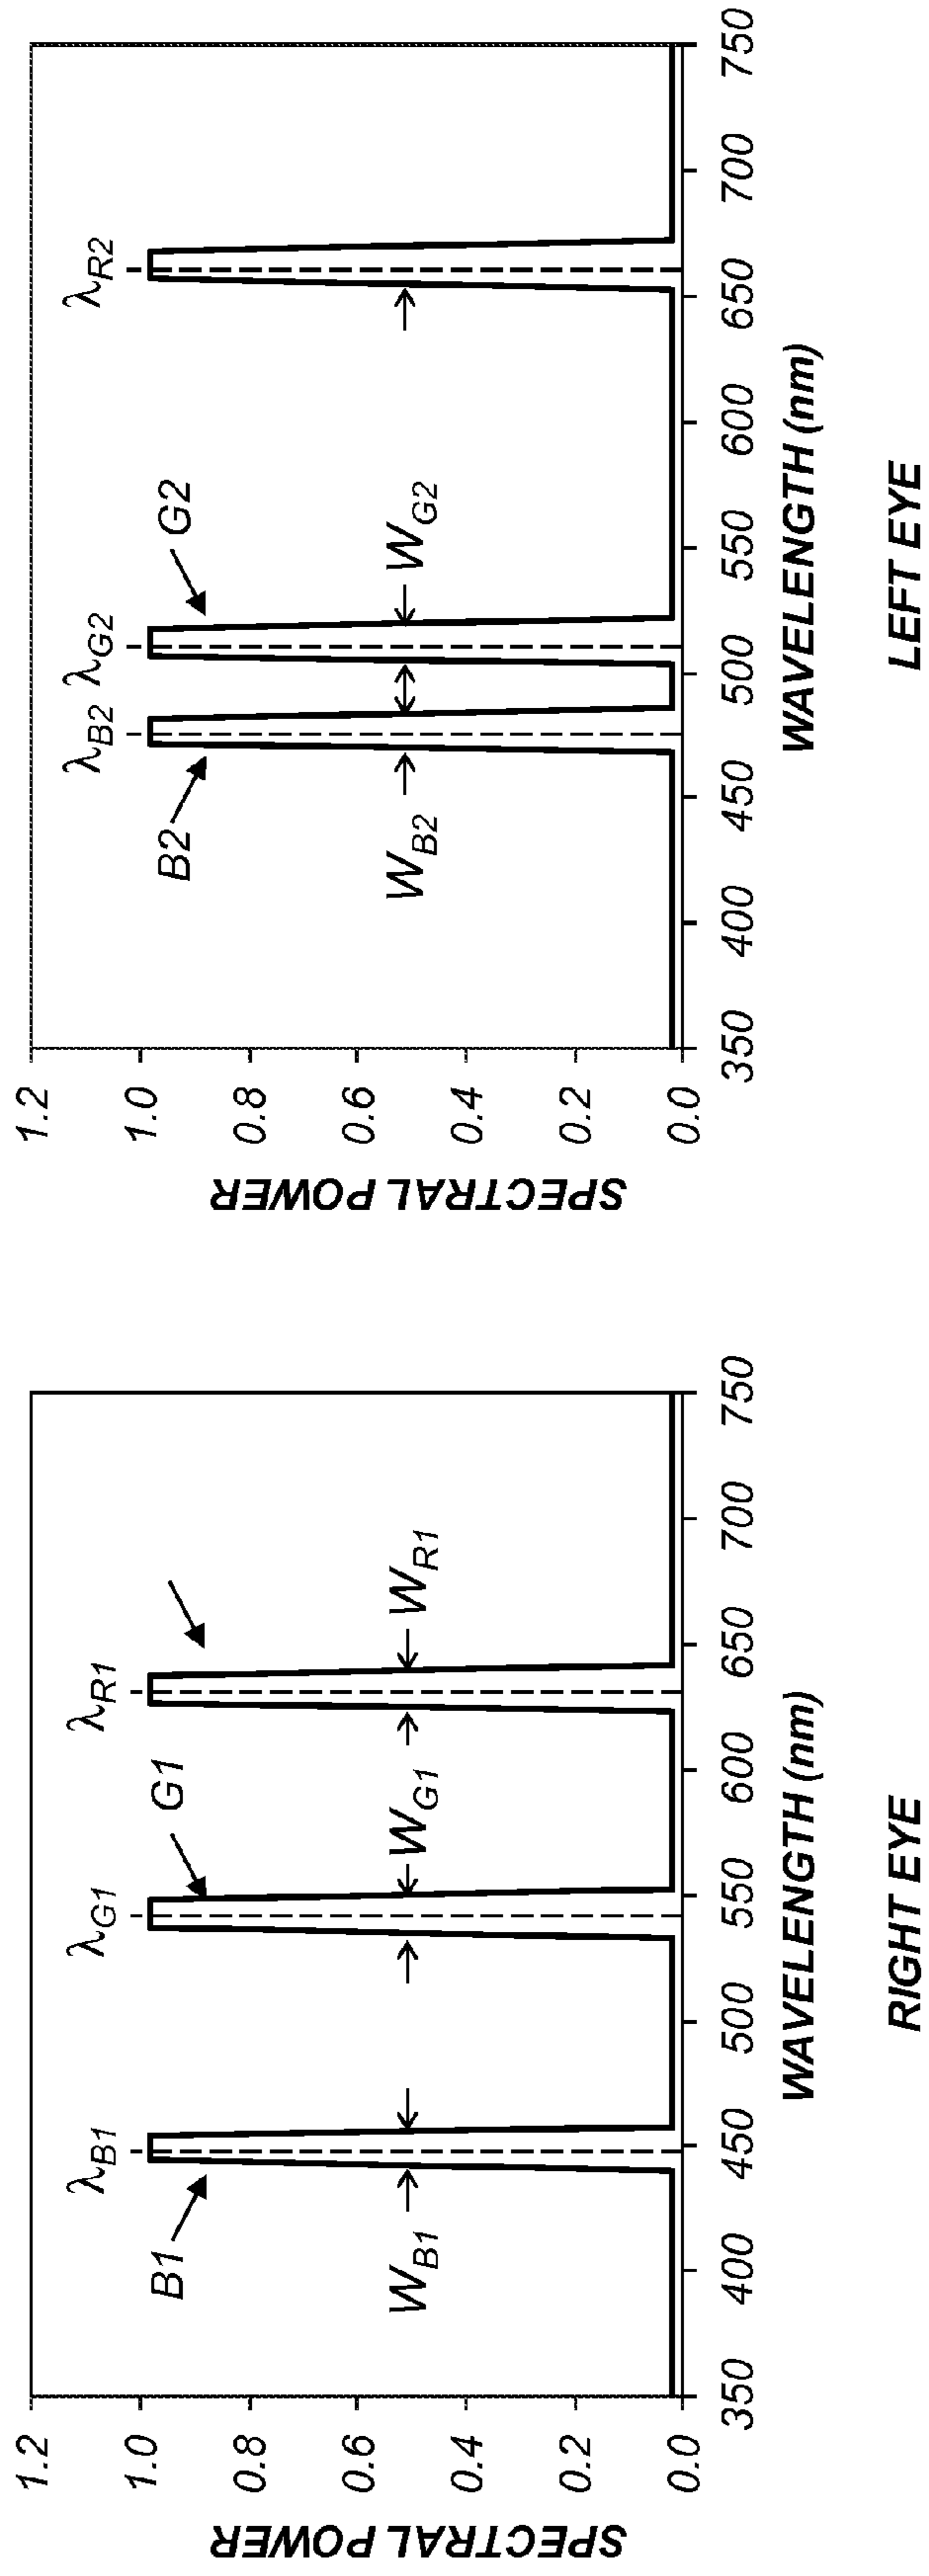 λB1
λG1
λR1
B1
G1
WB1
WG1
WR1
1.2
1.0
0.8
0.6
0.4
0.2
0.0
SPECTRAL POWER
350 400 450 500 550 600 650 700 750
WAVELENGTH (nm)
RIGHT EYE
λB2
λG2
λR2
B2
G2
WB2
WG2
1.2
1.0
0.8
0.6
0.4
0.2
0.0
SPECTRAL POWER
350 400 450 500 550 600 650 700 750
WAVELENGTH (nm)
LEFT EYE